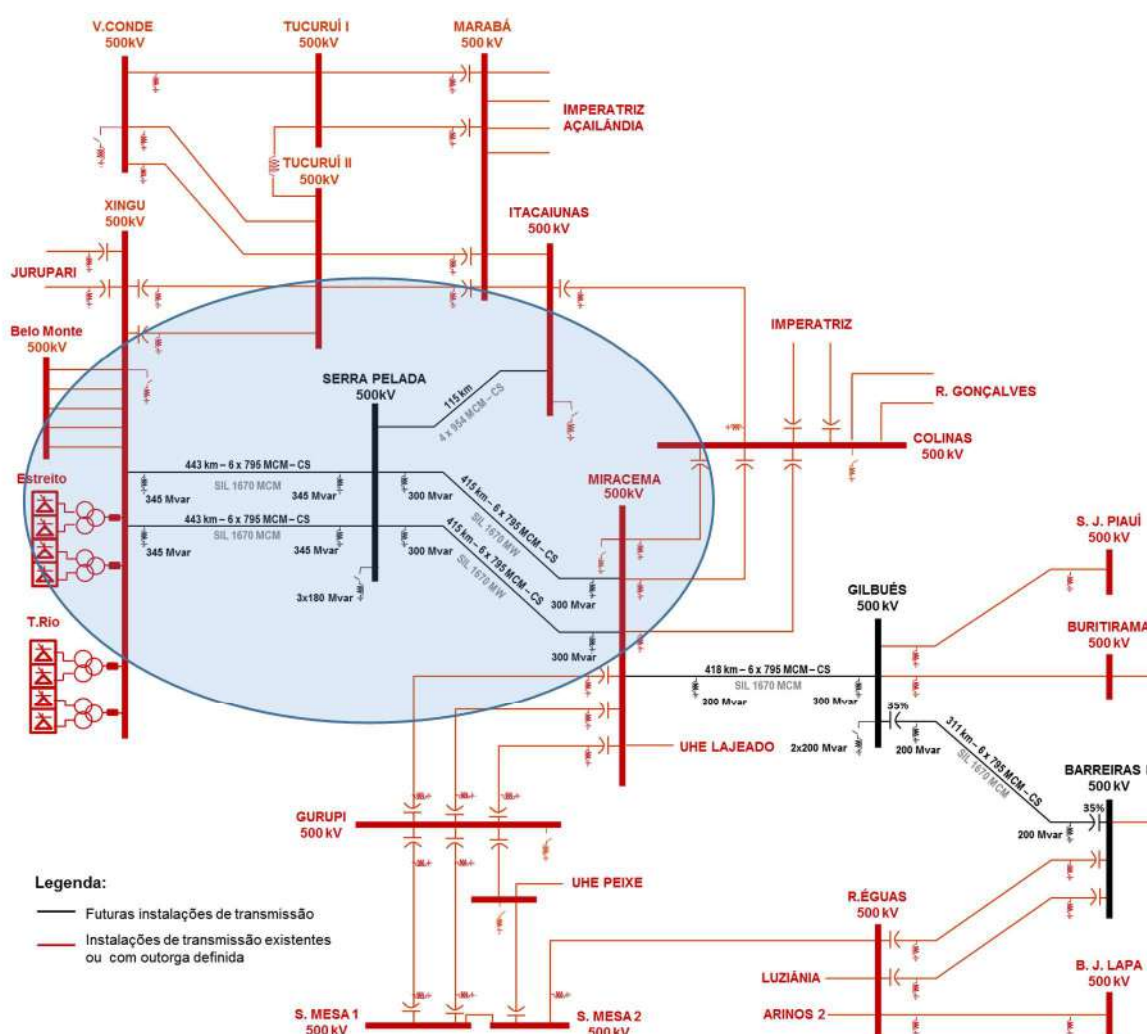 V.CONDE
500kV
TUCURUÍ I
500kV
MARABÁ
500 kV
IMPERATRIZ
AÇAILÂNDIA
TUCURUÍ II
500kV
XINGU
500kV
ITACAIUNAS
500 kV
JURUPARI
IMPERATRIZ
Belo Monte
500kV
SERRA PELADA
500kV
115 km
4 x 954 MCM – CS
R. GONÇALVES
COLINAS
500 kV
Estreito
443 km – 6 x 795 MCM – CS
SIL 1670 MCM
345 Mvar
345 Mvar
300 Mvar
415 km – 6 x 795 MCM – CS
SIL 1670 MW
MIRACEMA
500kV
443 km – 6 x 795 MCM – CS
SIL 1670 MCM
345 Mvar
345 Mvar
300 Mvar
415 km – 6 x 795 MCM – CS
SIL 1670 MW
300 Mvar
3x180 Mvar
300 Mvar
S. J. PIAUÍ
500 kV
GILBUÉS
500 kV
T.Rio
BURITIRAMA
500 kV
418 km – 6 x 795 MCM – CS
SIL 1670 MCM
300 Mvar
300 Mvar
35%
2x200 Mvar
200 Mvar
311 km – 6 x 795 MCM – CS
SIL 1670 MCM
UHE LAJEADO
BARREIRAS
500 kV
35%
200 Mvar
GURUPI
500 kV
Legenda:
Futuras instalações de transmissão
Instalações de transmissão existentes
ou com outorga definida
UHE PEIXE
R.ÉGUAS
500 kV
LUZIÂNIA
B. J. LAPA
500 kV
ARINOS 2
S. MESA 1
500 kV
S. MESA 2
500 kV